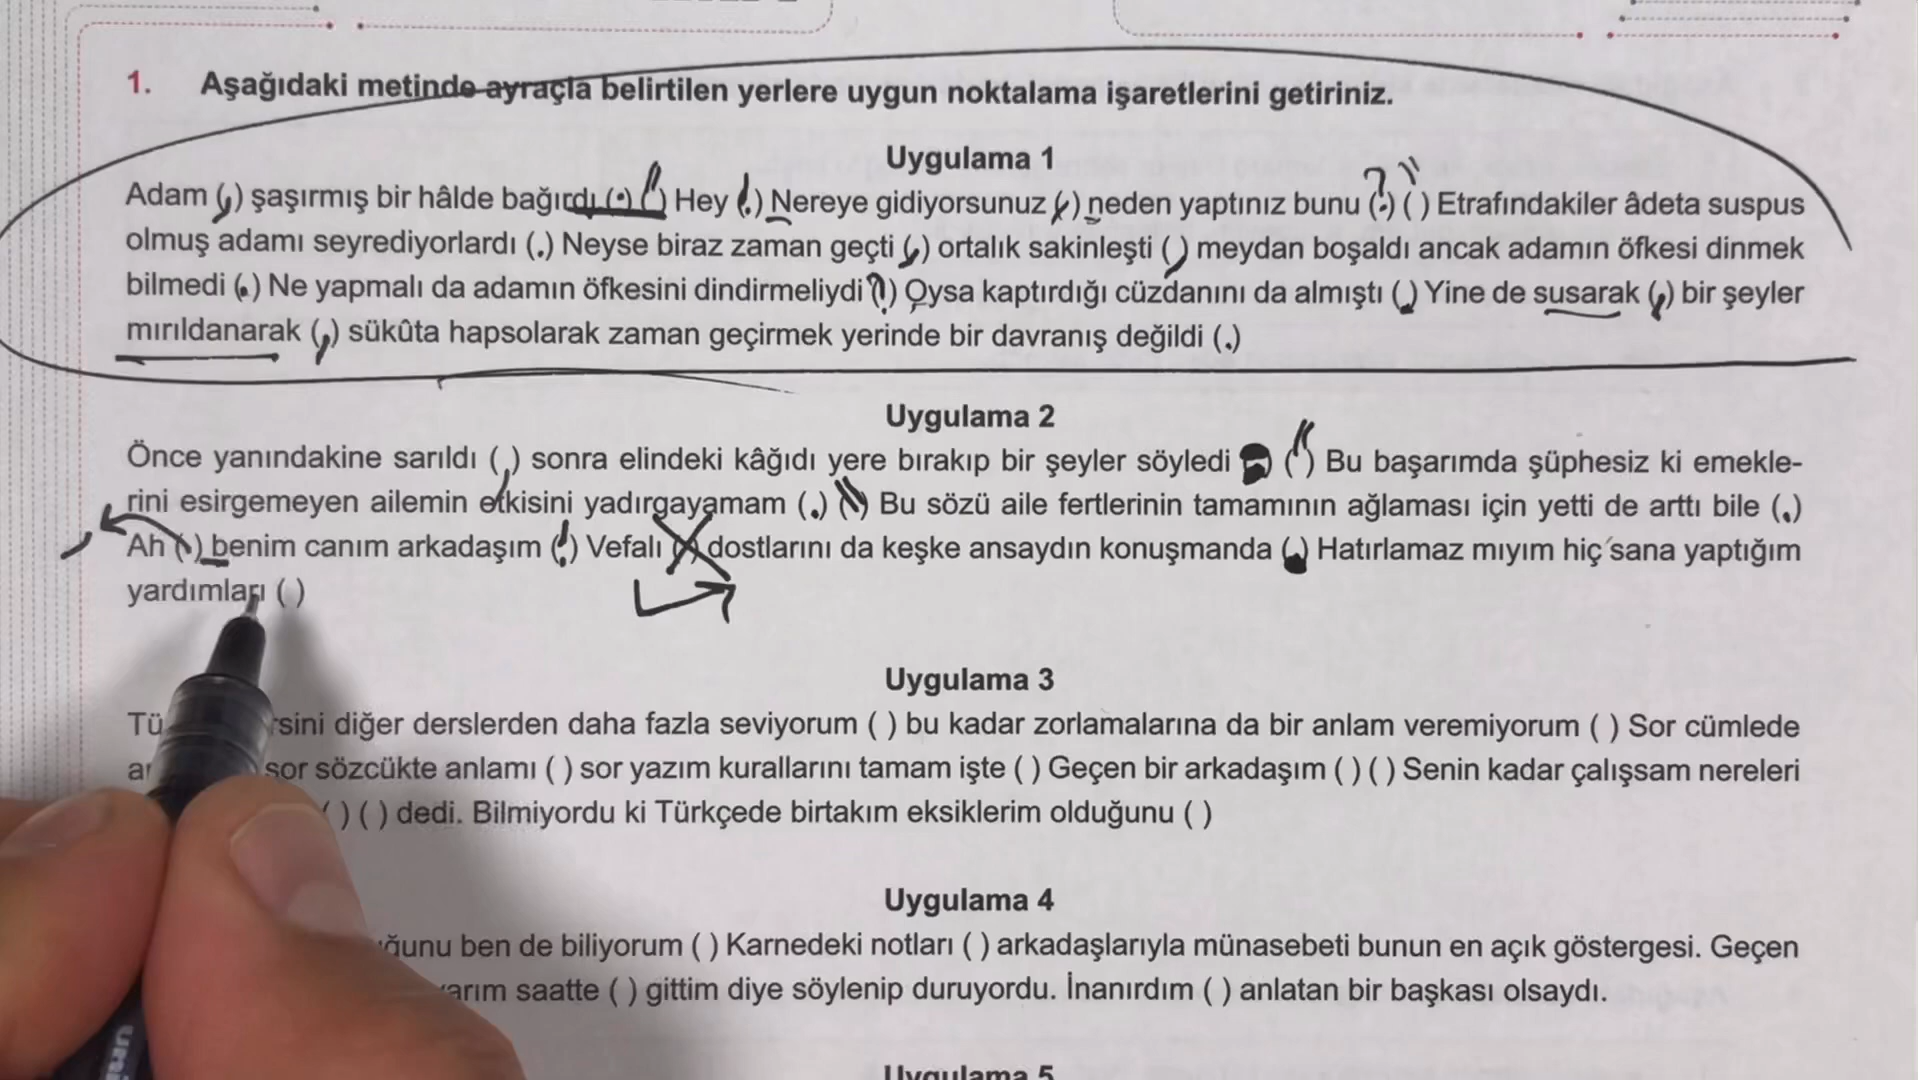 1. Aşağıdaki metinde ayraçla belirtilen yerlere uygun noktalama işaretlerini getiriniz.
Uygulama 1
Adam (,) şaşırmış bir hâlde bağırdı (:) (") Hey (!) Nereye gidiyorsunuz (,) neden yaptınız bunu (?) (") Etrafındakiler âdeta suspus
olmuş adamı seyrediyorlardı (.) Neyse biraz zaman geçti (,) ortalık sakinleşti (,) meydan boşaldı ancak adamın öfkesi dinmek
bilmedi (.) Ne yapmalı da adamın öfkesini dindirmeliydi (?) Oysa kaptırdığı cüzdanını da almıştı (.) Yine de susarak (,) bir şeyler
mırıldanarak (,) sükûta hapsolarak zaman geçirmek yerinde bir davranış değildi (.)
Uygulama 2
Önce yanındakine sarıldı (,) sonra elindeki kâğıdı yere bırakıp bir şeyler söyledi (:) (") Bu başarımda şüphesiz ki emekle-
rini esirgemeyen ailemin etkisini yadırgayamam (.) (") Bu sözü aile fertlerinin tamamının ağlaması için yetti de arttı bile (.)
Ah ( ) benim canım arkadaşım (!) Vefalı ( ) dostlarını da keşke ansaydın konuşmanda (.) Hatırlamaz mıyım hiç sana yaptığım
yardımları ( )
Uygulama 3
Tü rsini diğer derslerden daha fazla seviyorum ( ) bu kadar zorlamalarına da bir anlam veremiyorum ( ) Sor cümlede
sor sözcükte anlamı ( ) sor yazım kurallarını tamam işte ( ) Geçen bir arkadaşım ( ) ( ) Senin kadar çalışsam nereleri
( ) ( ) dedi. Bilmiyordu ki Türkçede birtakım eksiklerim olduğunu ( )
Uygulama 4
ğunu ben de biliyorum ( ) Karnedeki notları ( ) arkadaşlarıyla münasebeti bunun en açık göstergesi. Geçen
arım saatte ( ) gittim diye söylenip duruyordu. İnanırdım ( ) anlatan bir başkası olsaydı.
Uygulama 5
uni